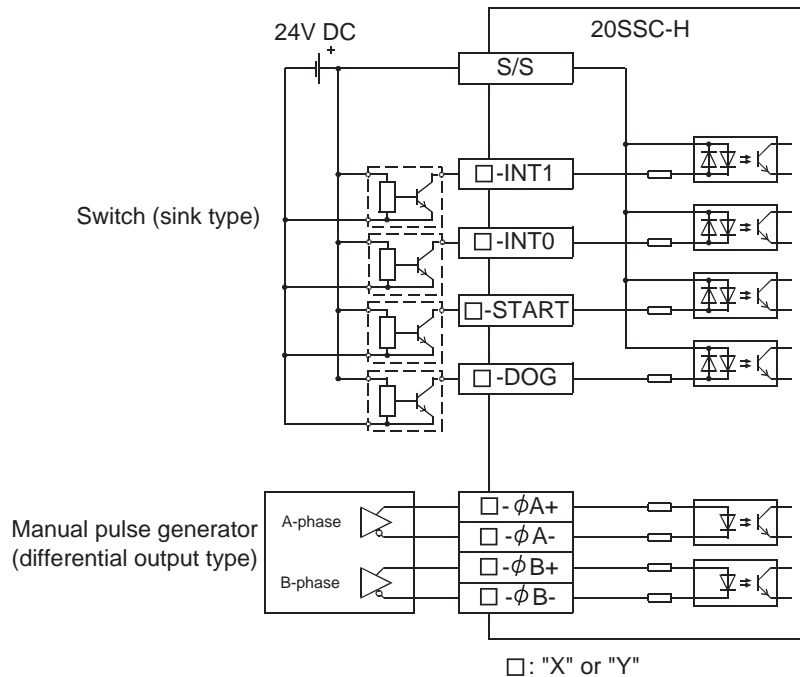 24V DC
+
20SSC-H
S/S
□-INT1
Switch (sink type)
□-INT0
□-START
□-DOG
Manual pulse generator
(differential output type)
A-phase
B-phase
□-ϕA+
□-ϕA-
□-ϕB+
□-ϕB-
□: "X" or "Y"